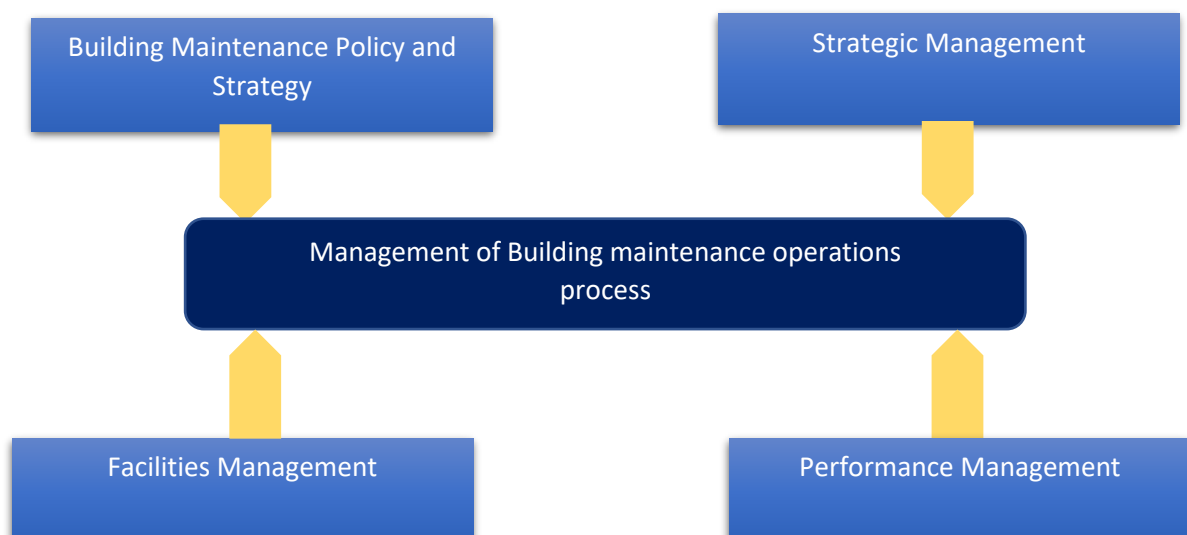 Building Maintenance Policy and
Strategy
Strategic Management
Management of Building maintenance operations
process
Facilities Management
Performance Management